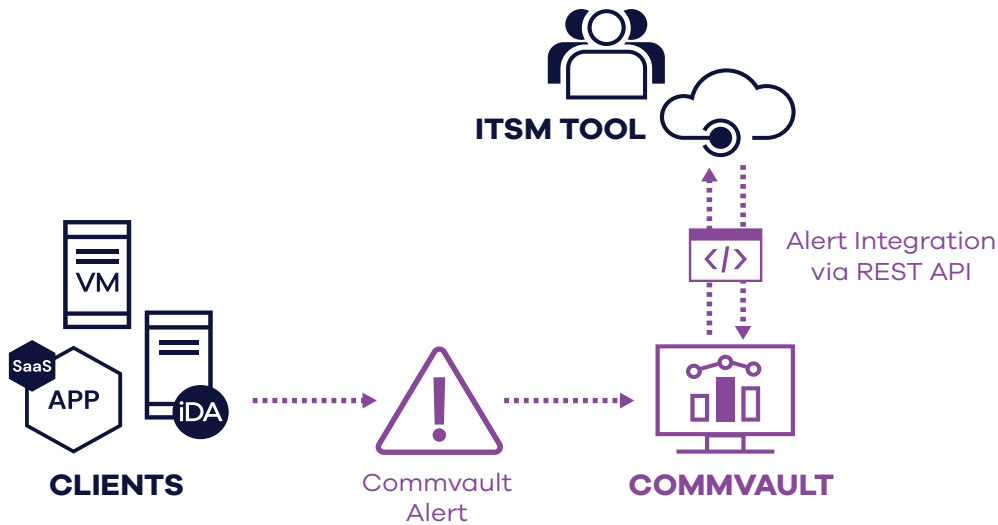 ITSM TOOL
Alert Integration
via REST API
</>
VM
SaaS
APP
iDA
CLIENTS
Commvault
Alert
COMMVAULT